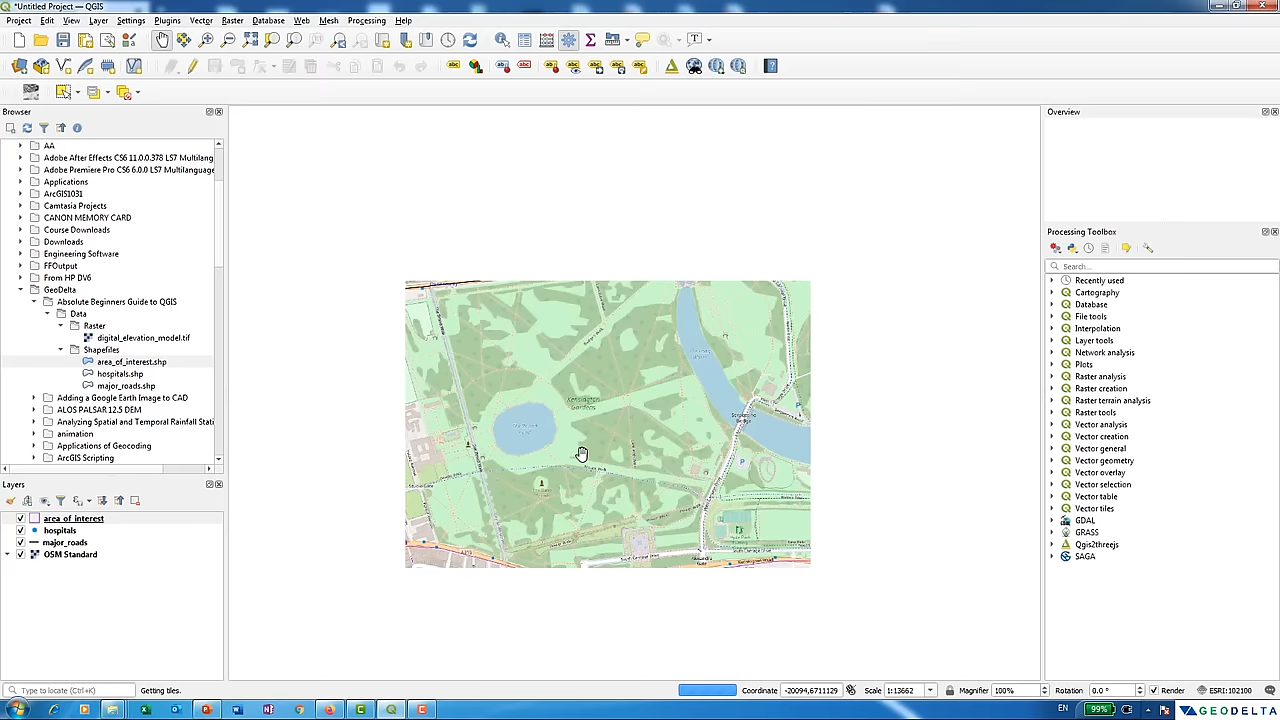 *Untitled Project — QGIS
Project Edit View Layer Settings Plugins Vector Raster Database Web Mesh Processing Help
Browser
AA
Adobe After Effects CS6 11.0.0.378 LS7 Multilang
Adobe Premiere Pro CS6 6.0.0 LS7 Multilanguage
Applications
ArcGIS1031
Camtasia Projects
CANON MEMORY CARD
Course Downloads
Downloads
Engineering Software
FFOutput
From HP DV6
GeoDelta
Absolute Beginners Guide to QGIS
Data
Raster
digital_elevation_model.tif
Shapefiles
area_of_interest.shp
hospitals.shp
major_roads.shp
Adding a Google Earth Image to CAD
ALOS PALSAR 12.5 DEM
Analyzing Spatial and Temporal Rainfall Stati
animation
Applications of Geocoding
ArcGIS Scripting
Layers
area_of_interest
hospitals
major_roads
OSM Standard
Kensington
Gardens
Overview
Processing Toolbox
Search...
Recently used
Cartography
Database
File tools
Interpolation
Layer tools
Network analysis
Plots
Raster analysis
Raster creation
Raster terrain analysis
Raster tools
Vector analysis
Vector creation
Vector general
Vector geometry
Vector overlay
Vector selection
Vector table
Vector tiles
GDAL
GRASS
Qgis2threejs
SAGA
Type to locate (Ctrl+K) Getting tiles. Coordinate -20094,6711129 Scale 1:13662 Magnifier 100% Rotation 0.0 ° Render ESRI:102100
EN 99% GEODELTA